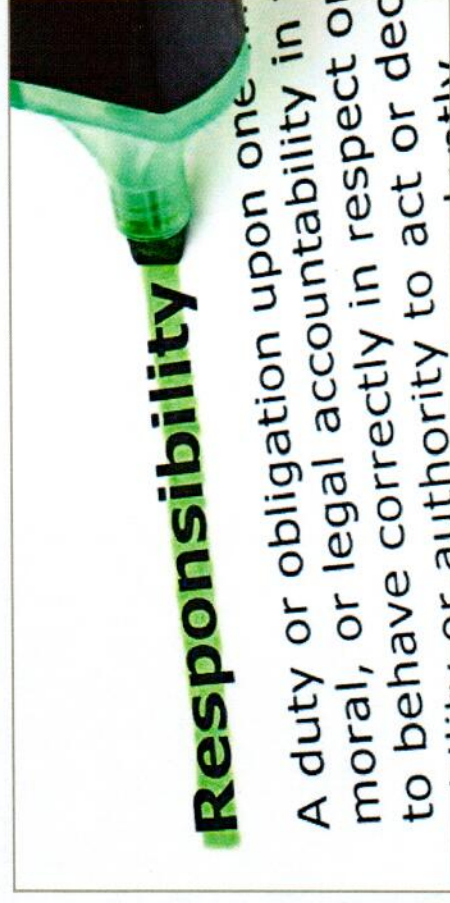 Responsibility
A duty or obligation upon one
moral, or legal accountability in
to behave correctly in respect
to act or
authority